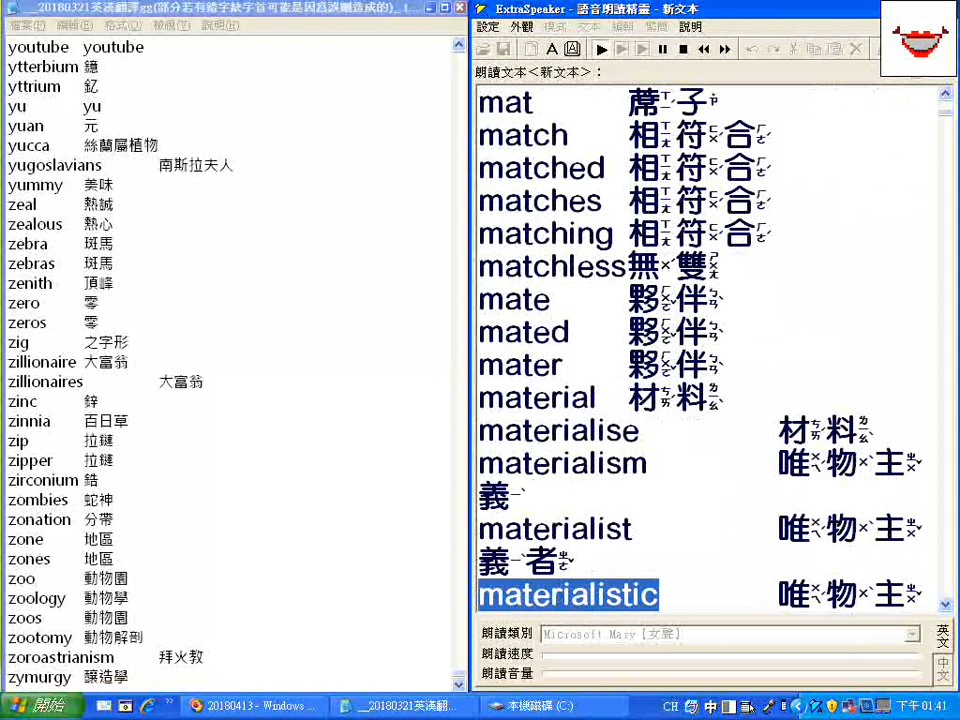 __20180321英漢翻譯gg(部分若有錯字缺字首可能是因為誤刪造成的)_
檔案(F) 編輯(E) 格式(O) 檢視(V) 說明(H)
youtube youtube
ytterbium 鐿
yttrium 釔
yu yu
yuan 元
yucca 絲蘭屬植物
yugoslavians 南斯拉夫人
yummy 美味
zeal 熱誠
zealous 熱心
zebra 斑馬
zebras 斑馬
zenith 頂峰
zero 零
zeros 零
zig 之字形
zillionaire 大富翁
zillionaires 大富翁
zinc 鋅
zinnia 百日草
zip 拉鏈
zipper 拉鏈
zirconium 鋯
zombies 蛇神
zonation 分帶
zone 地區
zones 地區
zoo 動物園
zoology 動物學
zoos 動物園
zootomy 動物解剖
zoroastrianism 拜火教
zymurgy 釀造學
ExtraSpeaker - 語音朗讀精靈 - 新文本
設定 外觀 模式 文本 編輯 繁簡 說明
朗讀文本<新文本>：
mat 蓆子
match 相符合
matched 相符合
matches 相符合
matching 相符合
matchless 無雙
mate 夥伴
mated 夥伴
mater 夥伴
material 材料
materialise 材料
materialism 唯物主
義
materialist 唯物主
義者
materialistic 唯物主
朗讀類別 Microsoft Mary【女聲】
朗讀速度
朗讀音量
英文
中文
開始 20180413 - Windows ... __20180321英漢翻... 本機磁碟 (C:) CH 中 下午 01:41